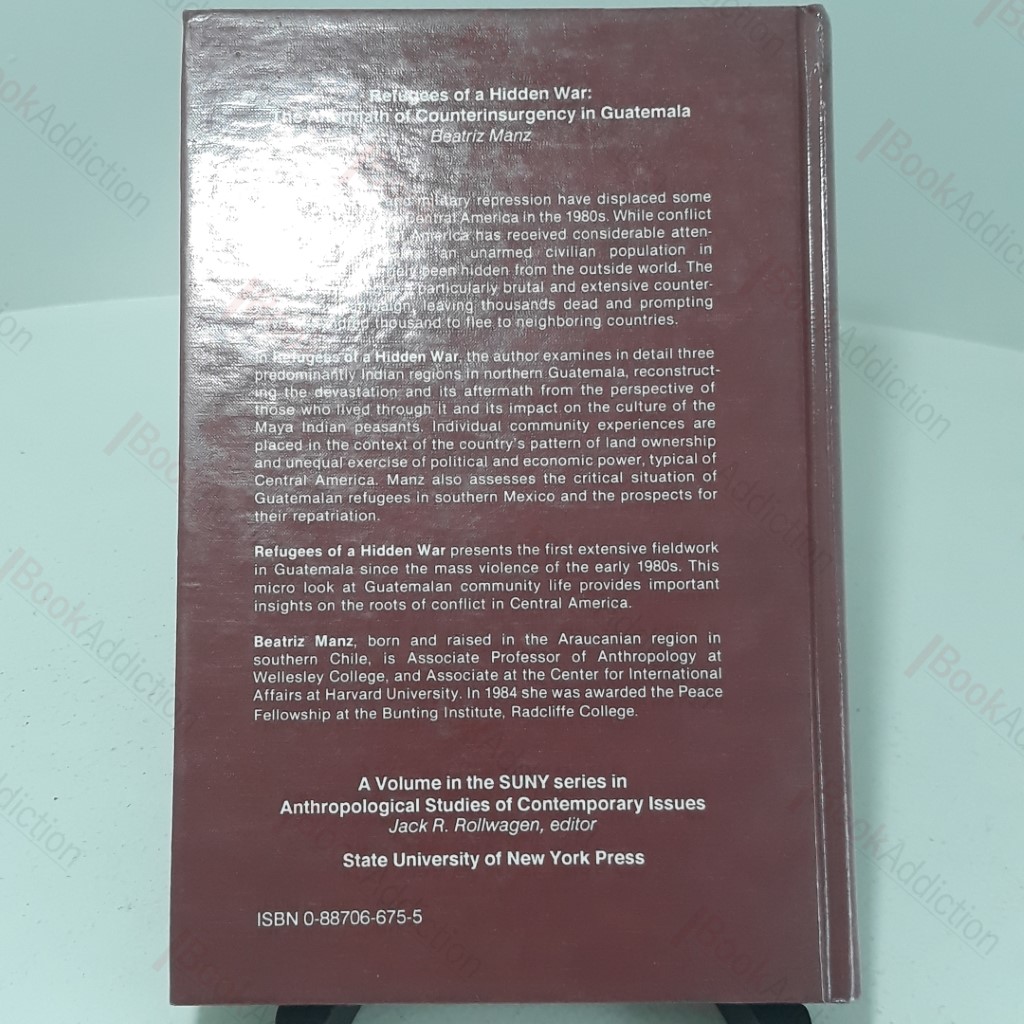 Refugees of a Hidden War:
The Aftermath of Counterinsurgency in Guatemala
Beatriz Manz
and military repression have displaced some
Central America in the 1980s. While conflict
America has received considerable atten-
an unarmed civilian population in
been hidden from the outside world. The
particularly brutal and extensive counter-
leaving thousands dead and prompting
thousand to flee to neighboring countries.
In Refugees of a Hidden War, the author examines in detail three
predominantly Indian regions in northern Guatemala, reconstruct-
ing the devastation and its aftermath from the perspective of
those who lived through it and its impact on the culture of the
Maya Indian peasants. Individual community experiences are
placed in the context of the country's pattern of land ownership
and unequal exercise of political and economic power, typical of
Central America. Manz also assesses the critical situation of
Guatemalan refugees in southern Mexico and the prospects for
their repatriation.
Refugees of a Hidden War presents the first extensive fieldwork
in Guatemala since the mass violence of the early 1980s. This
micro look at Guatemalan community life provides important
insights on the roots of conflict in Central America.
Beatriz Manz, born and raised in the Araucanian region in
southern Chile, is Associate Professor of Anthropology at
Wellesley College, and Associate at the Center for International
Affairs at Harvard University. In 1984 she was awarded the Peace
Fellowship at the Bunting Institute, Radcliffe College.
A Volume in the SUNY series in
Anthropological Studies of Contemporary Issues
Jack R. Rollwagen, editor
State University of New York Press
ISBN 0-88706-675-5
BookAddiction